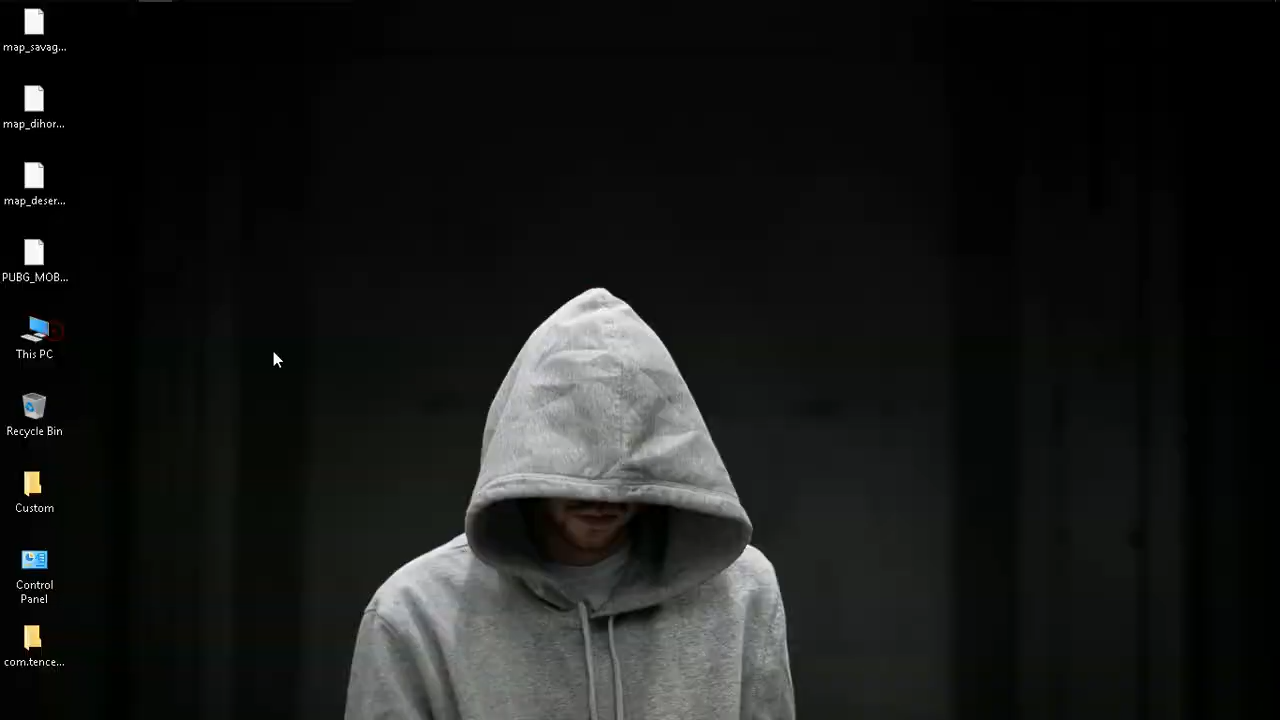 map_savag...
map_dihor...
map_deser...
PUBG_MOB...
This PC
Recycle Bin
Custom
Control
Panel
com.tence...